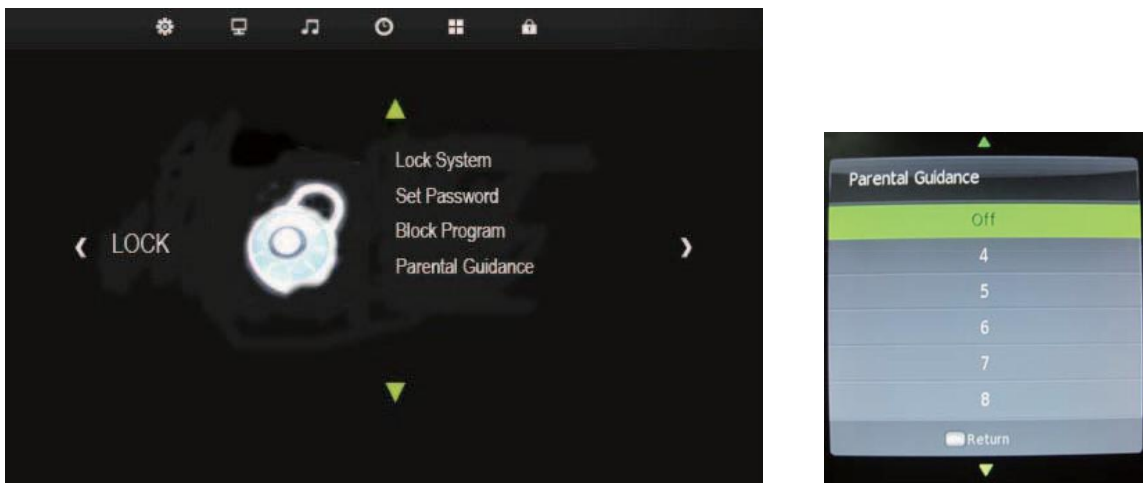 Lock System
Set Password
Block Program
LOCK
Parental Guidance
Parental Guidance
Off
4
5
6
7
8
Return